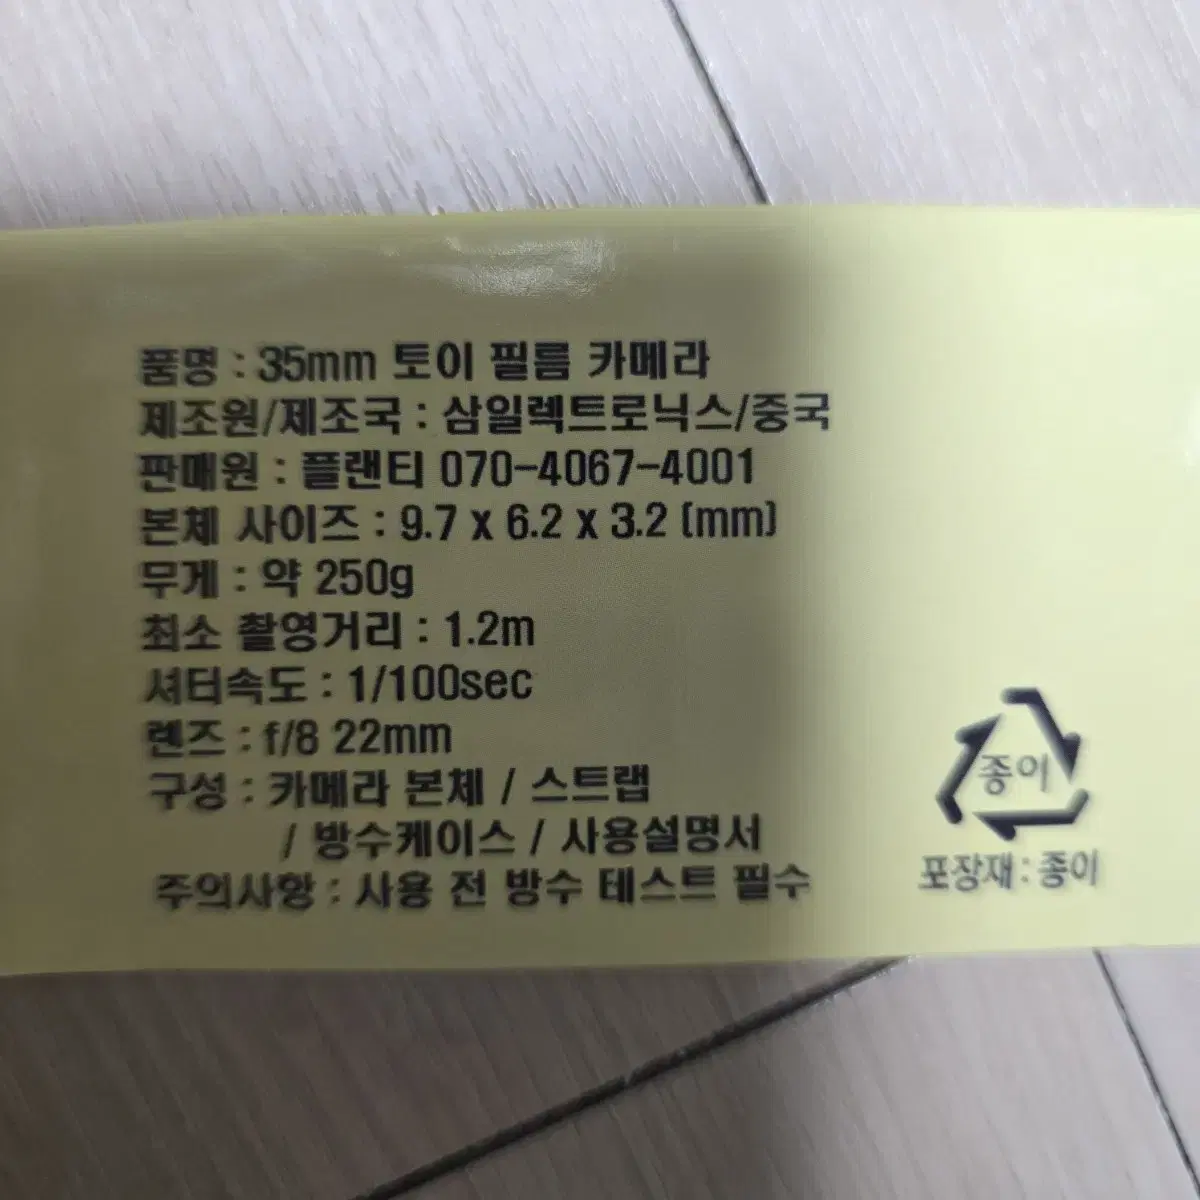 품명 : 35mm 토이 필름 카메라
제조원/제조국 : 삼일렉트로닉스/중국
판매원 : 플랜티 070-4067-4001
본체 사이즈 : 9.7 x 6.2 x 3.2 (mm)
무게 : 약 250g
최소 촬영거리 : 1.2m
셔터속도 : 1/100sec
렌즈 : f/8 22mm
구성 : 카메라 본체 / 스트랩
/ 방수케이스 / 사용설명서
주의사항 : 사용 전 방수 테스트 필수
종이
포장재 : 종이